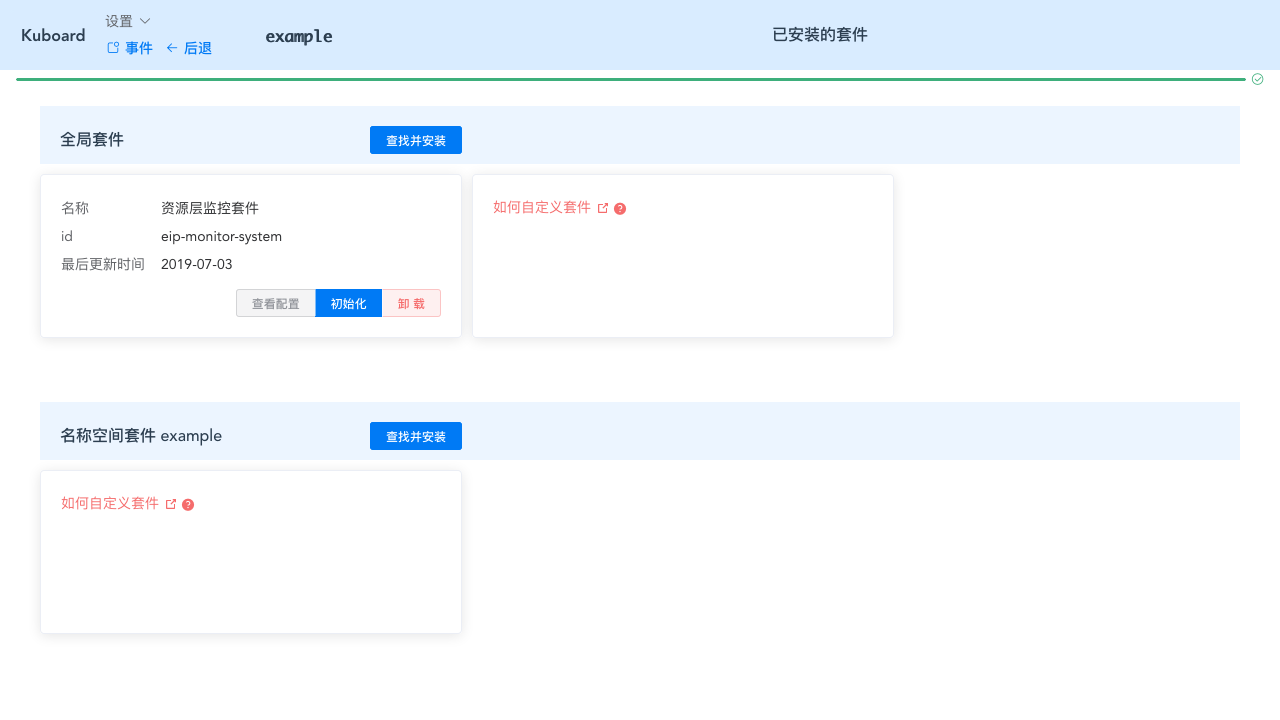 Kuboard
设置
事件 后退
example
已安装的套件
全局套件
查找并安装
名称 资源层监控套件
id eip-monitor-system
最后更新时间 2019-07-03
查看配置 初始化 卸 载
如何自定义套件 ?
名称空间套件 example
查找并安装
如何自定义套件 ?